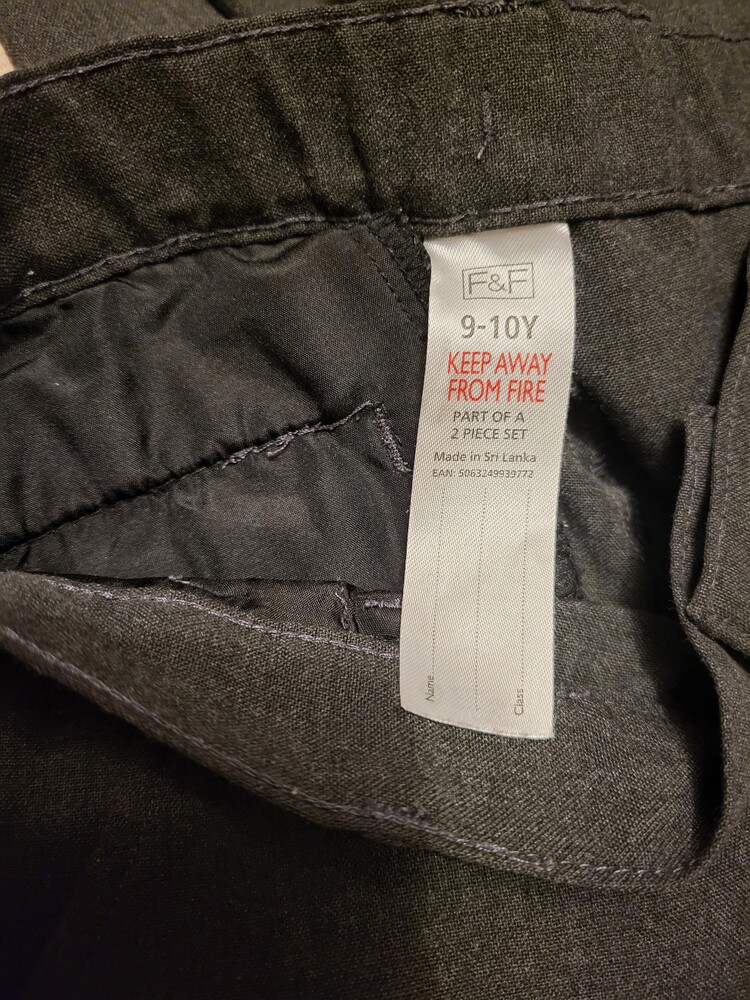 F&F
9-10Y
KEEP AWAY
FROM FIRE
PART OF A
2 PIECE SET
Made in Sri Lanka
EAN: 5063249939772
Name
Class